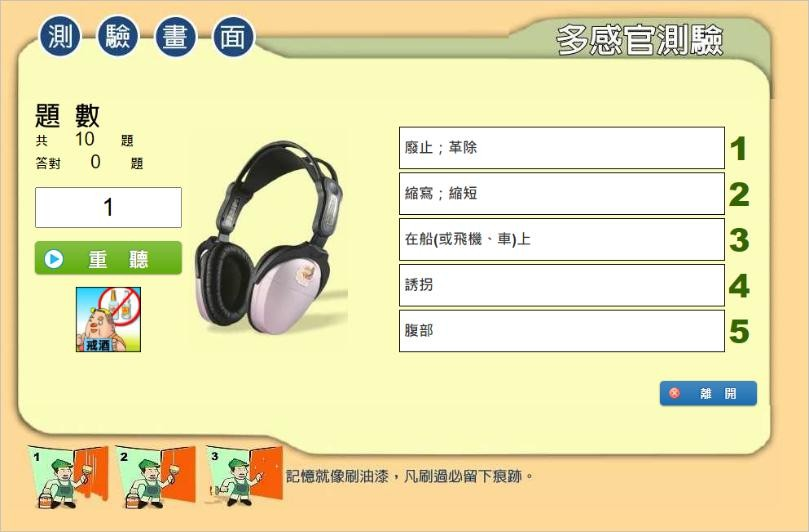 測驗畫面
多感官測驗
題 數
共 10 題
答對 0 題
1
重 聽
戒酒
廢止；革除 1
縮寫；縮短 2
在船(或飛機、車)上 3
誘拐 4
腹部 5
離 開
1 2 3
記憶就像刷油漆，凡刷過必留下痕跡。